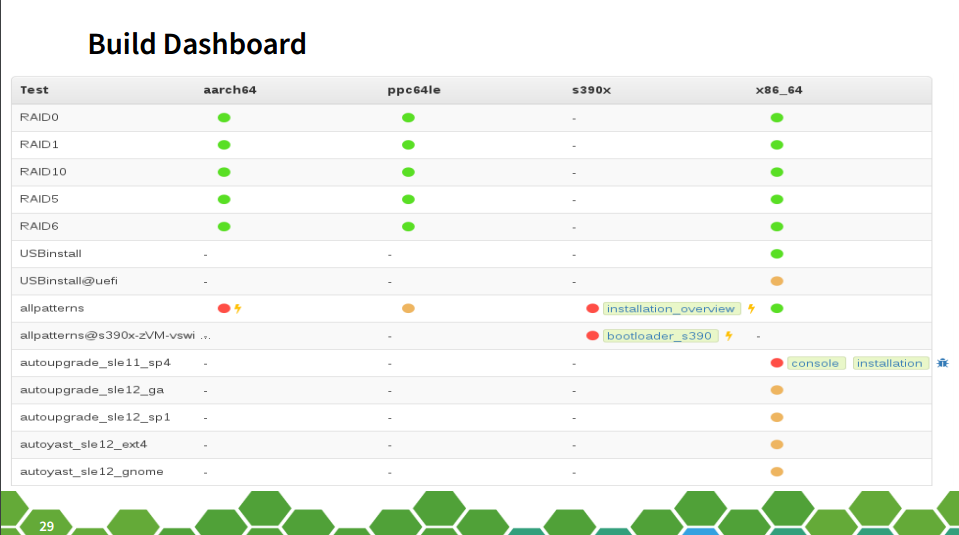 Build Dashboard
Test aarch64 ppc64le s390x x86_64
RAID0 -
RAID1 -
RAID10 -
RAID5 -
RAID6 -
USBinstall - - -
USBinstall@uefi - - -
allpatterns installation_overview
allpatterns@s390x-zVM-vswi ... - bootloader_s390 -
autoupgrade_sle11_sp4 - - - console installation
autoupgrade_sle12_ga - - -
autoupgrade_sle12_sp1 - - -
autoyast_sle12_ext4 - - -
autoyast_sle12_gnome - - -
29